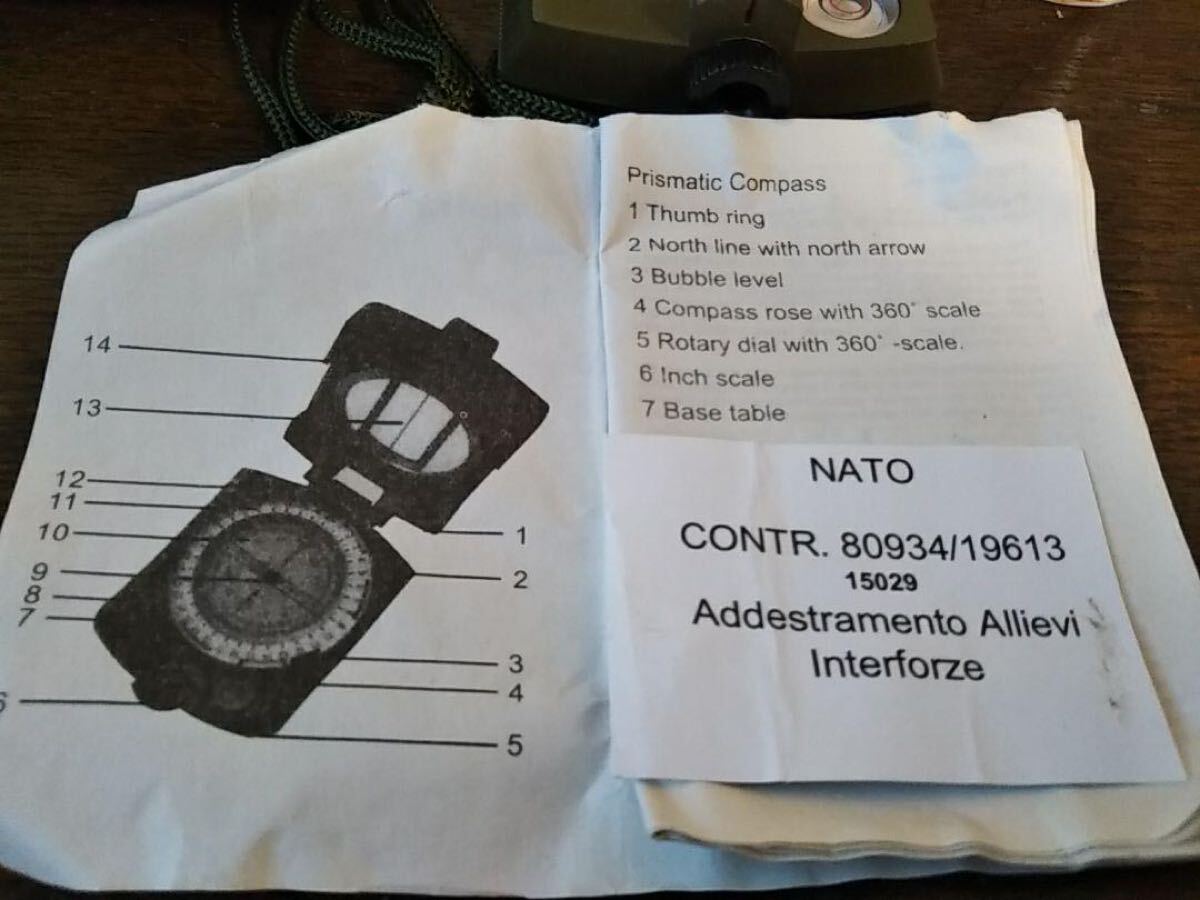 Prismatic Compass
1 Thumb ring
2 North line with north arrow
3 Bubble level
4 Compass rose with 360° scale
5 Rotary dial with 360° -scale.
6 Inch scale
7 Base table
NATO
CONTR. 80934/19613
15029
Addestramento Allievi
Interforze
14
13
12
11
10
9
8
7
6
1
2
3
4
5